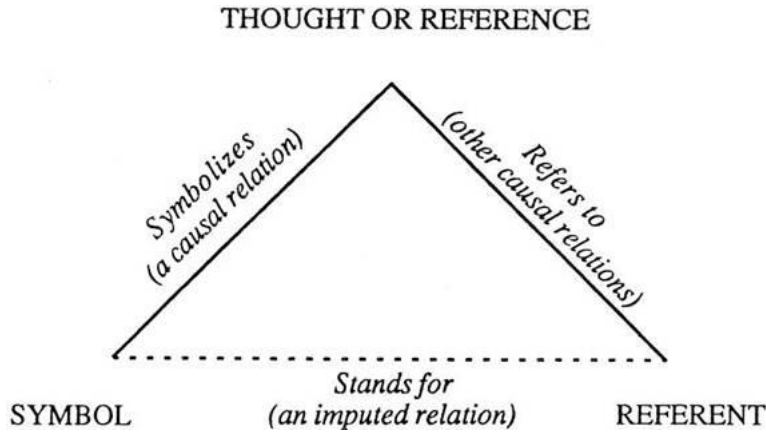 THOUGHT OR REFERENCE
Symbolizes
(a causal relation)
Refers to
(other causal relations)
Stands for
SYMBOL (an imputed relation) REFERENT